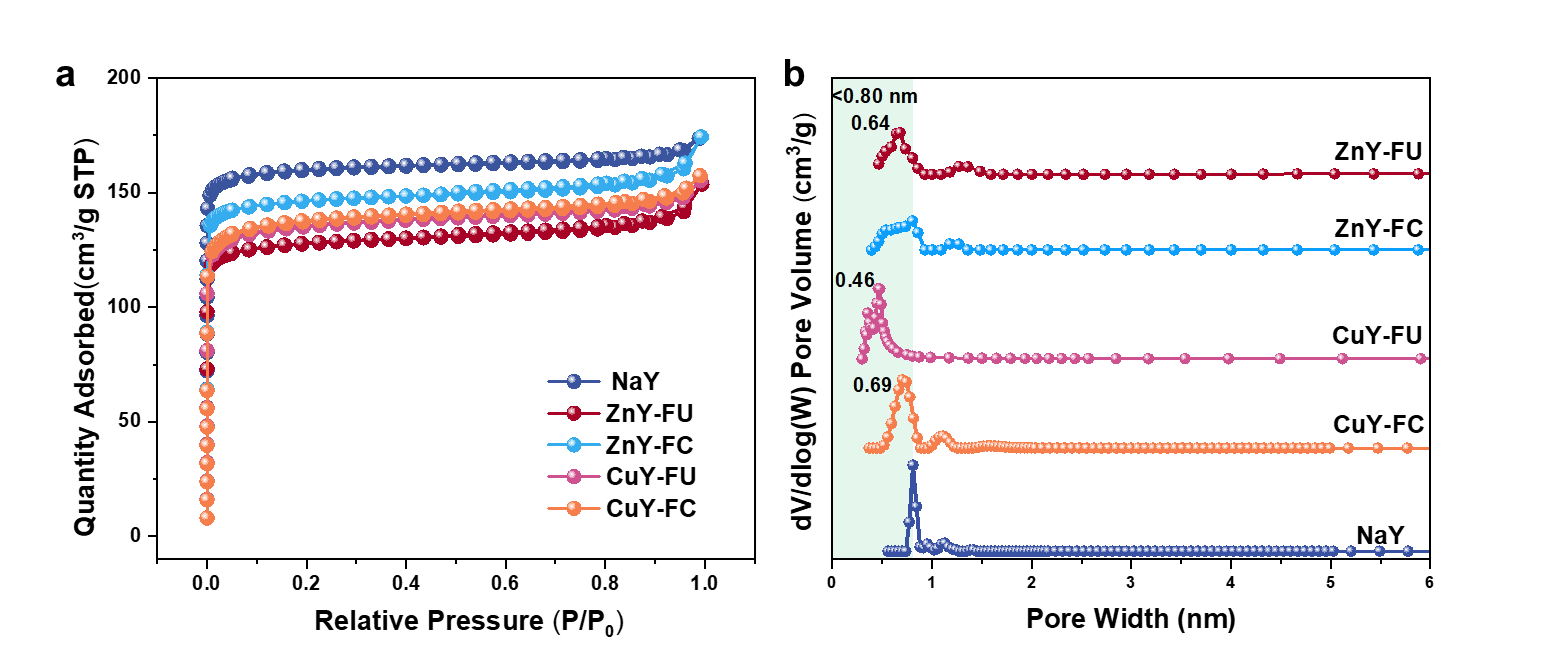 a
200
150
100
50
0
Quantity Adsorbed(cm³/g STP)
NaY
ZnY-FU
ZnY-FC
CuY-FU
CuY-FC
0.0 0.2 0.4 0.6 0.8 1.0
Relative Pressure (P/P₀)
b
<0.80 nm
0.64
ZnY-FU
ZnY-FC
0.46
CuY-FU
0.69
CuY-FC
NaY
dV/dlog(W) Pore Volume (cm³/g)
0 1 2 3 4 5 6
Pore Width (nm)